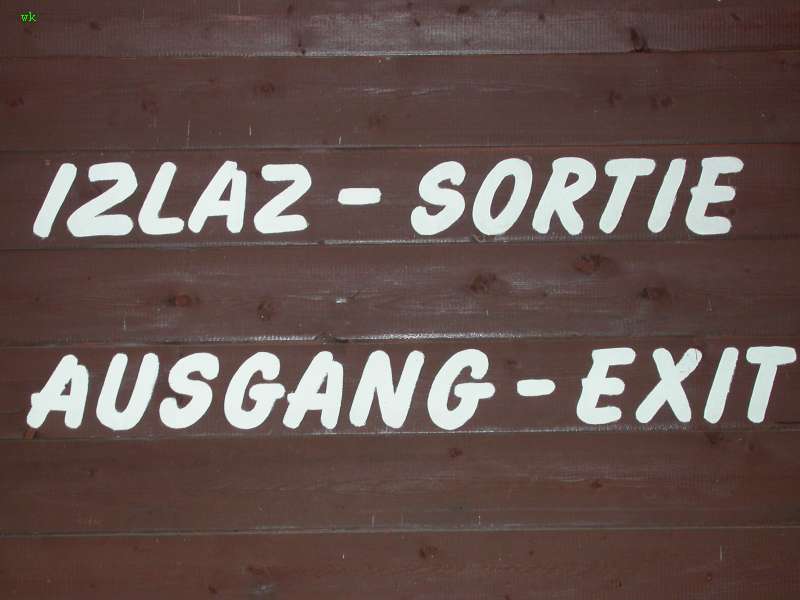 wk
IZLAZ - SORTIE
AUSGANG - EXIT